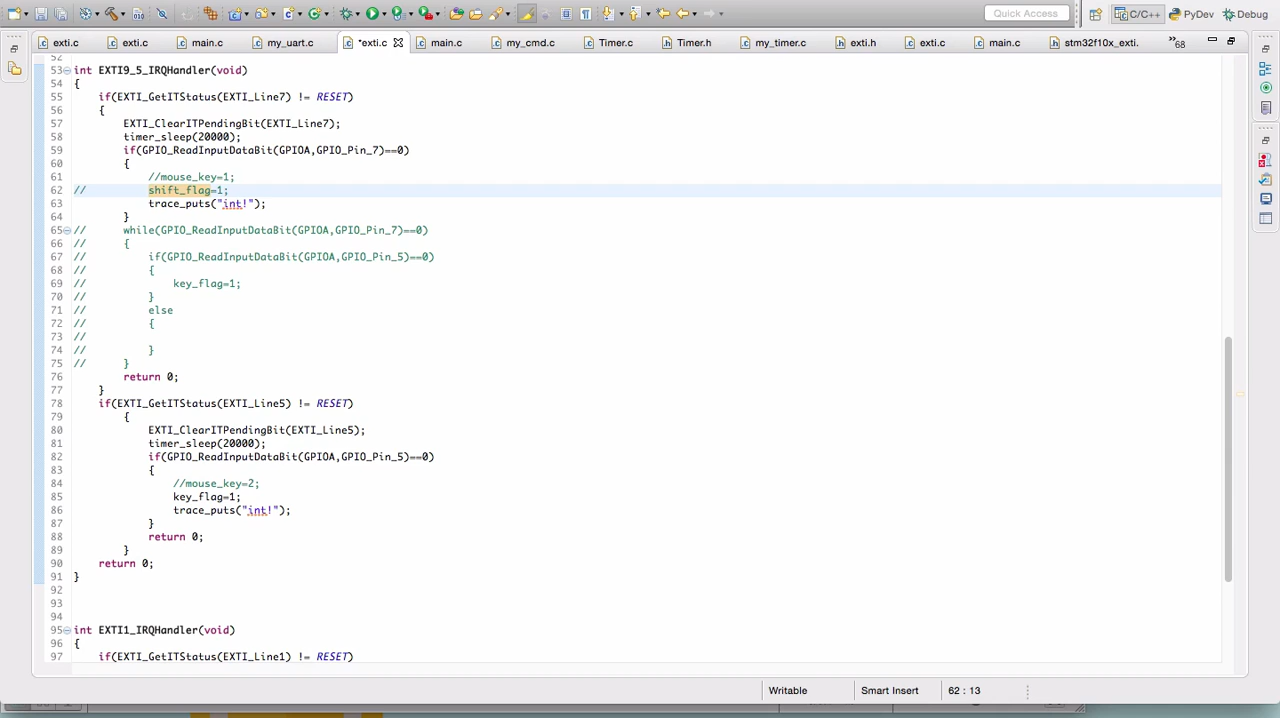 Quick Access
C/C++
PyDev
Debug
exti.c
exti.c
main.c
my_uart.c
*exti.c
main.c
my_cmd.c
Timer.c
Timer.h
my_timer.c
exti.h
exti.c
main.c
stm32f10x_exti.
»68
52
53 int EXTI9_5_IRQHandler(void)
54 {
55 if(EXTI_GetITStatus(EXTI_Line7) != RESET)
56 {
57 EXTI_ClearITPendingBit(EXTI_Line7);
58 timer_sleep(20000);
59 if(GPIO_ReadInputDataBit(GPIOA,GPIO_Pin_7)==0)
60 {
61 //mouse_key=1;
62 // shift_flag=1;
63 trace_puts("int!");
64 }
65 // while(GPIO_ReadInputDataBit(GPIOA,GPIO_Pin_7)==0)
66 // {
67 // if(GPIO_ReadInputDataBit(GPIOA,GPIO_Pin_5)==0)
68 // {
69 // key_flag=1;
70 // }
71 // else
72 // {
73 //
74 // }
75 // }
76 return 0;
77 }
78 if(EXTI_GetITStatus(EXTI_Line5) != RESET)
79 {
80 EXTI_ClearITPendingBit(EXTI_Line5);
81 timer_sleep(20000);
82 if(GPIO_ReadInputDataBit(GPIOA,GPIO_Pin_5)==0)
83 {
84 //mouse_key=2;
85 key_flag=1;
86 trace_puts("int!");
87 }
88 return 0;
89 }
90 return 0;
91 }
92
93
94
95 int EXTI1_IRQHandler(void)
96 {
97 if(EXTI_GetITStatus(EXTI_Line1) != RESET)
Writable
Smart Insert
62 : 13